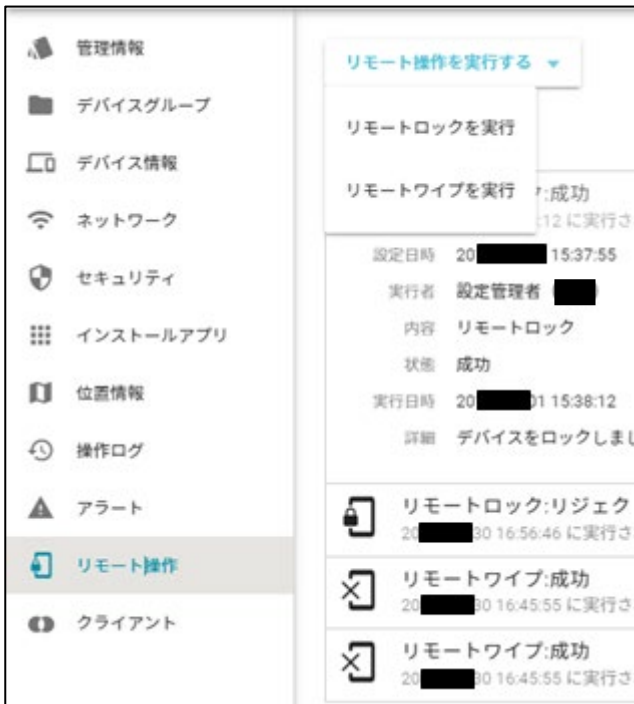 管理情報
デバイスグループ
デバイス情報
ネットワーク
セキュリティ
インストールアプリ
位置情報
操作ログ
アラート
リモート操作
クライアント
リモート操作を実行する
リモートロックを実行
リモートワイプを実行
:成功
:12 に実行さ
設定日時 20 15:37:55
実行者 設定管理者
内容 リモートロック
状態 成功
実行日時 20 01 15:38:12
詳細 デバイスをロックしまし
リモートロック:リジェク
20 30 16:56:46 に実行さ
リモートワイプ:成功
20 30 16:45:55 に実行さ
リモートワイプ:成功
20 30 16:45:55 に実行さ